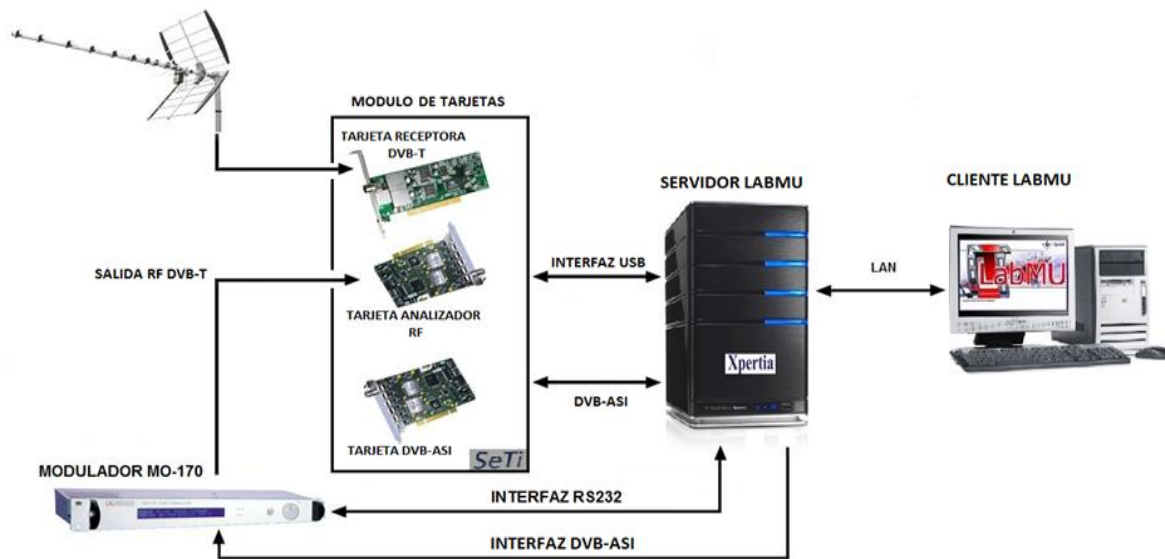 MODULO DE TARJETAS
TARJETA RECEPTORA
DVB-T
SERVIDOR LABMU
CLIENTE LABMU
SALIDA RF DVB-T
INTERFAZ USB
LAN
LabMU
TARJETA ANALIZADOR
RF
Xpertia
DVB-ASI
TARJETA DVB-ASI
SeTi
MODULADOR MO-170
INTERFAZ RS232
INTERFAZ DVB-ASI